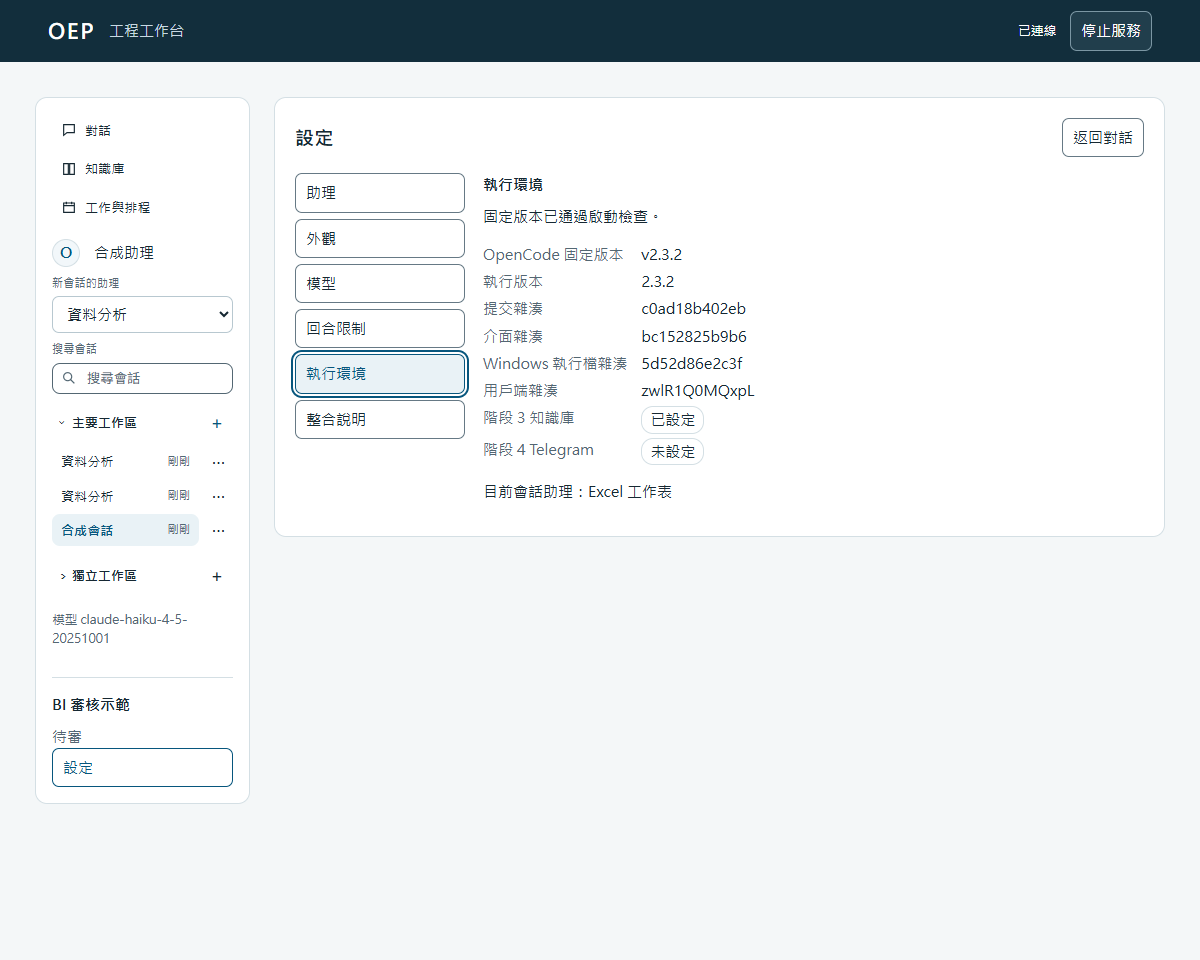 OEP 工程工作台
已連線 停止服務
對話
知識庫
工作與排程
O 合成助理
新會話的助理
資料分析
搜尋會話
搜尋會話
主要工作區 +
資料分析 剛剛 ...
資料分析 剛剛 ...
合成會話 剛剛 ...
獨立工作區 +
模型 claude-haiku-4-5-
20251001
BI 審核示範
待審
設定
設定
返回對話
助理
外觀
模型
回合限制
執行環境
整合說明
執行環境
固定版本已通過啟動檢查。
OpenCode 固定版本 v2.3.2
執行版本 2.3.2
提交雜湊 c0ad18b402eb
介面雜湊 bc152825b9b6
Windows 執行檔雜湊 5d52d86e2c3f
用戶端雜湊 zwlR1Q0MQxpL
階段 3 知識庫 已設定
階段 4 Telegram 未設定
目前會話助理：Excel 工作表